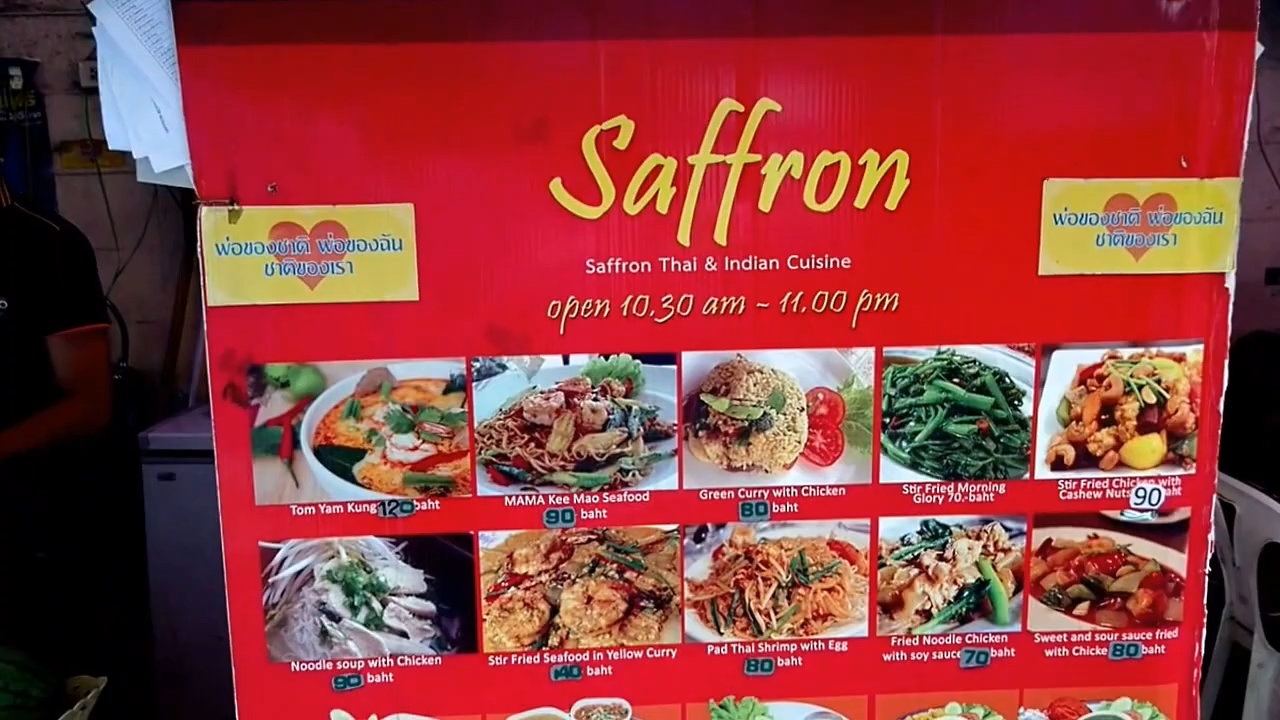 Saffron
Saffron Thai & Indian Cuisine
open 10.30 am ~ 11.00 pm
พ่อของชาติ พ่อของฉัน
ชาติของเรา
พ่อของชาติ พ่อของฉัน
ชาติของเรา
Tom Yam Kung 120 baht
MAMA Kee Mao Seafood
90 baht
Green Curry with Chicken
80 baht
Stir Fried Morning
Glory 70.-baht
Stir Fried Chicken with
Cashew Nuts 90
Noodle soup with Chicken
90 baht
Stir Fried Seafood in Yellow Curry
140 baht
Pad Thai Shrimp with Egg
80 baht
Fried Noodle Chicken
with soy sauce 70 baht
Sweet and sour sauce fried
with Chicke 80 baht